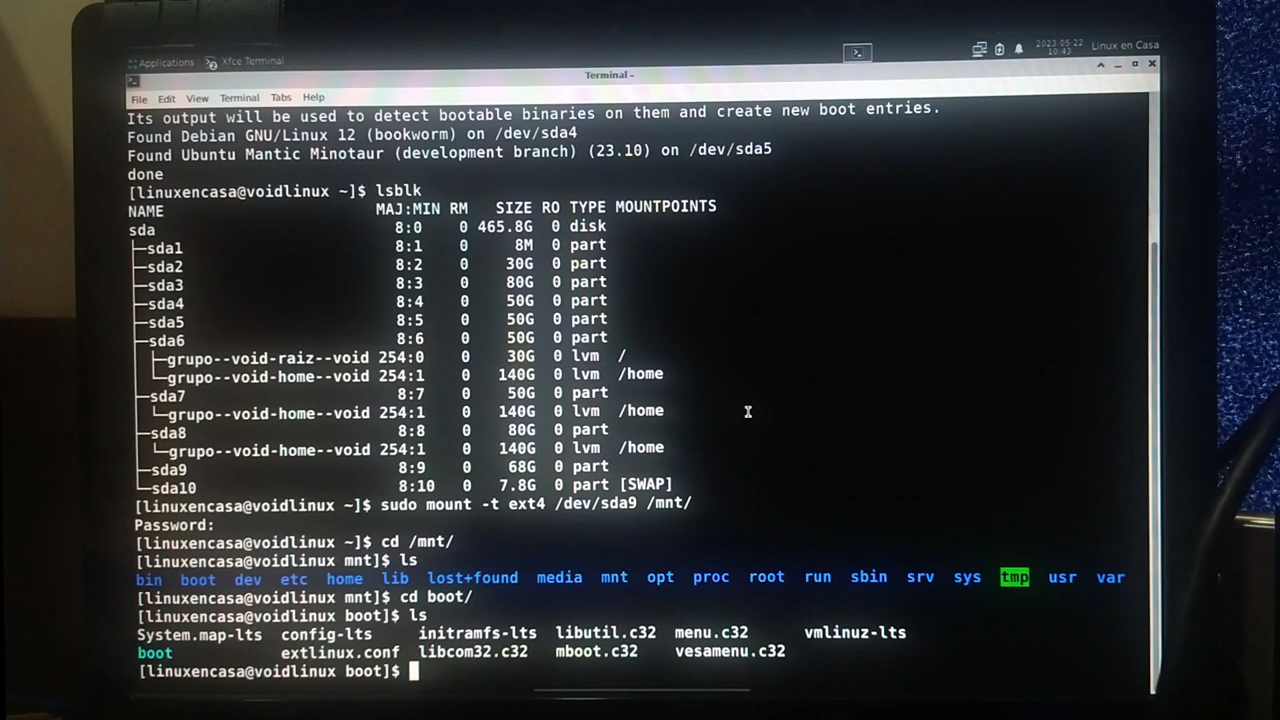 Applications Xfce Terminal 2023-05-22 Linux en Casa
10:43
Terminal -
File Edit View Terminal Tabs Help
Its output will be used to detect bootable binaries on them and create new boot entries.
Found Debian GNU/Linux 12 (bookworm) on /dev/sda4
Found Ubuntu Mantic Minotaur (development branch) (23.10) on /dev/sda5
done
[linuxencasa@voidlinux ~]$ lsblk
NAME MAJ:MIN RM SIZE RO TYPE MOUNTPOINTS
sda 8:0 0 465.8G 0 disk
├─sda1 8:1 0 8M 0 part
├─sda2 8:2 0 30G 0 part
├─sda3 8:3 0 80G 0 part
├─sda4 8:4 0 50G 0 part
├─sda5 8:5 0 50G 0 part
├─sda6 8:6 0 50G 0 part
│ ├─grupo--void-raiz--void 254:0 0 30G 0 lvm /
│ └─grupo--void-home--void 254:1 0 140G 0 lvm /home
├─sda7 8:7 0 50G 0 part
│ └─grupo--void-home--void 254:1 0 140G 0 lvm /home
├─sda8 8:8 0 80G 0 part
│ └─grupo--void-home--void 254:1 0 140G 0 lvm /home
├─sda9 8:9 0 68G 0 part
└─sda10 8:10 0 7.8G 0 part [SWAP]
[linuxencasa@voidlinux ~]$ sudo mount -t ext4 /dev/sda9 /mnt/
Password:
[linuxencasa@voidlinux ~]$ cd /mnt/
[linuxencasa@voidlinux mnt]$ ls
bin boot dev etc home lib lost+found media mnt opt proc root run sbin srv sys tmp usr var
[linuxencasa@voidlinux mnt]$ cd boot/
[linuxencasa@voidlinux boot]$ ls
System.map-lts config-lts initramfs-lts libutil.c32 menu.c32 vmlinuz-lts
boot extlinux.conf libcom32.c32 mboot.c32 vesamenu.c32
[linuxencasa@voidlinux boot]$